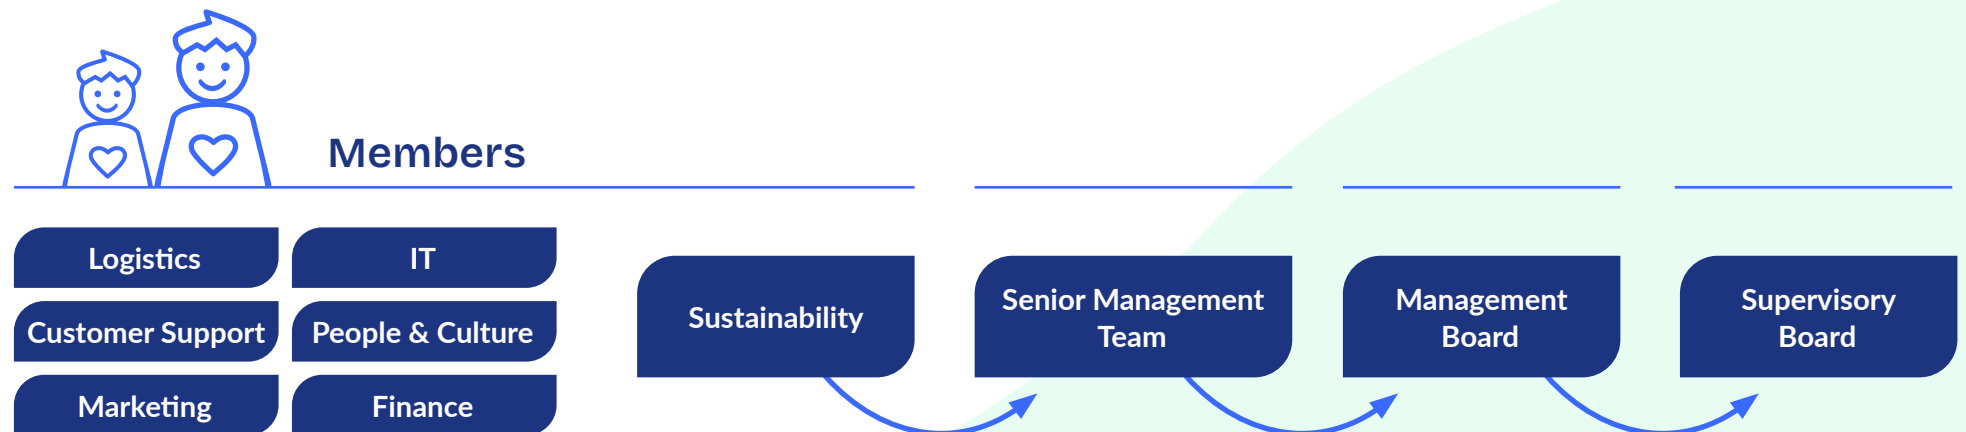 Members
Logistics
IT
Customer Support
People & Culture
Marketing
Finance
Sustainability
Senior Management
Team
Management
Board
Supervisory
Board